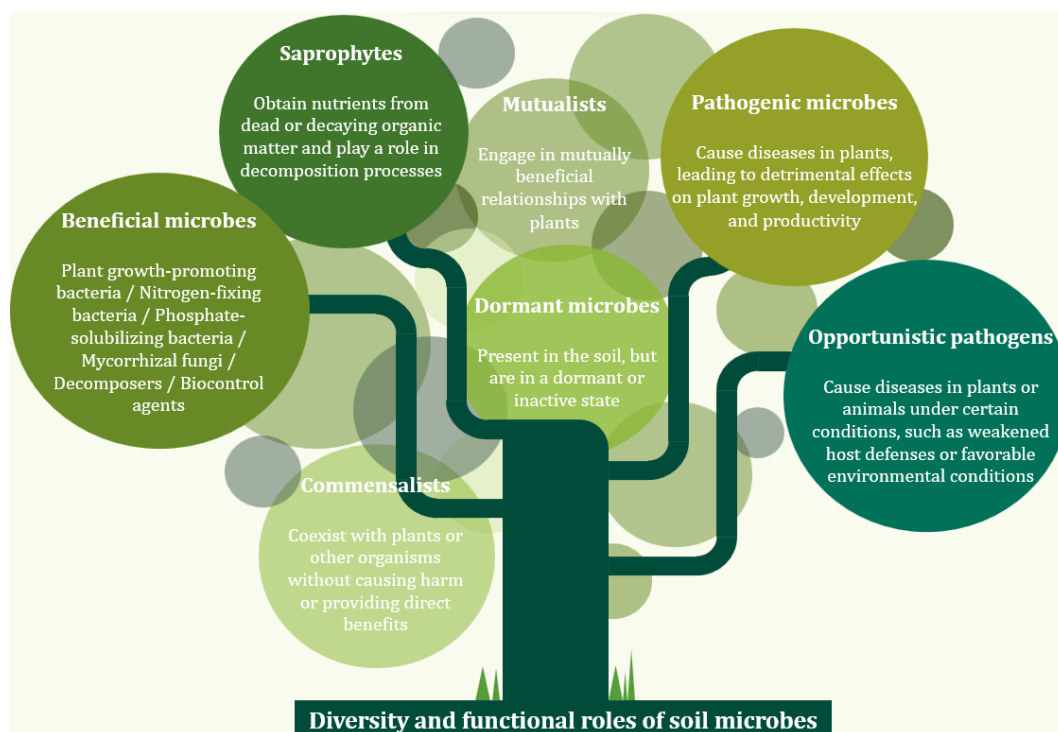 Saprophytes
Obtain nutrients from
dead or decaying organic
matter and play a role in
decomposition processes
Mutualists
Engage in mutually
beneficial
relationships with
plants
Pathogenic microbes
Cause diseases in plants,
leading to detrimental effects
on plant growth, development,
and productivity
Beneficial microbes
Plant growth-promoting
bacteria / Nitrogen-fixing
bacteria / Phosphate-
solubilizing bacteria /
Mycorrhizal fungi /
Decomposers / Biocontrol
agents
Dormant microbes
Present in the soil, but
are in a dormant or
inactive state
Opportunistic pathogens
Cause diseases in plants or
animals under certain
conditions, such as weakened
host defenses or favorable
environmental conditions
Commensalists
Coexist with plants or
other organisms
without causing harm
or providing direct
benefits
Diversity and functional roles of soil microbes